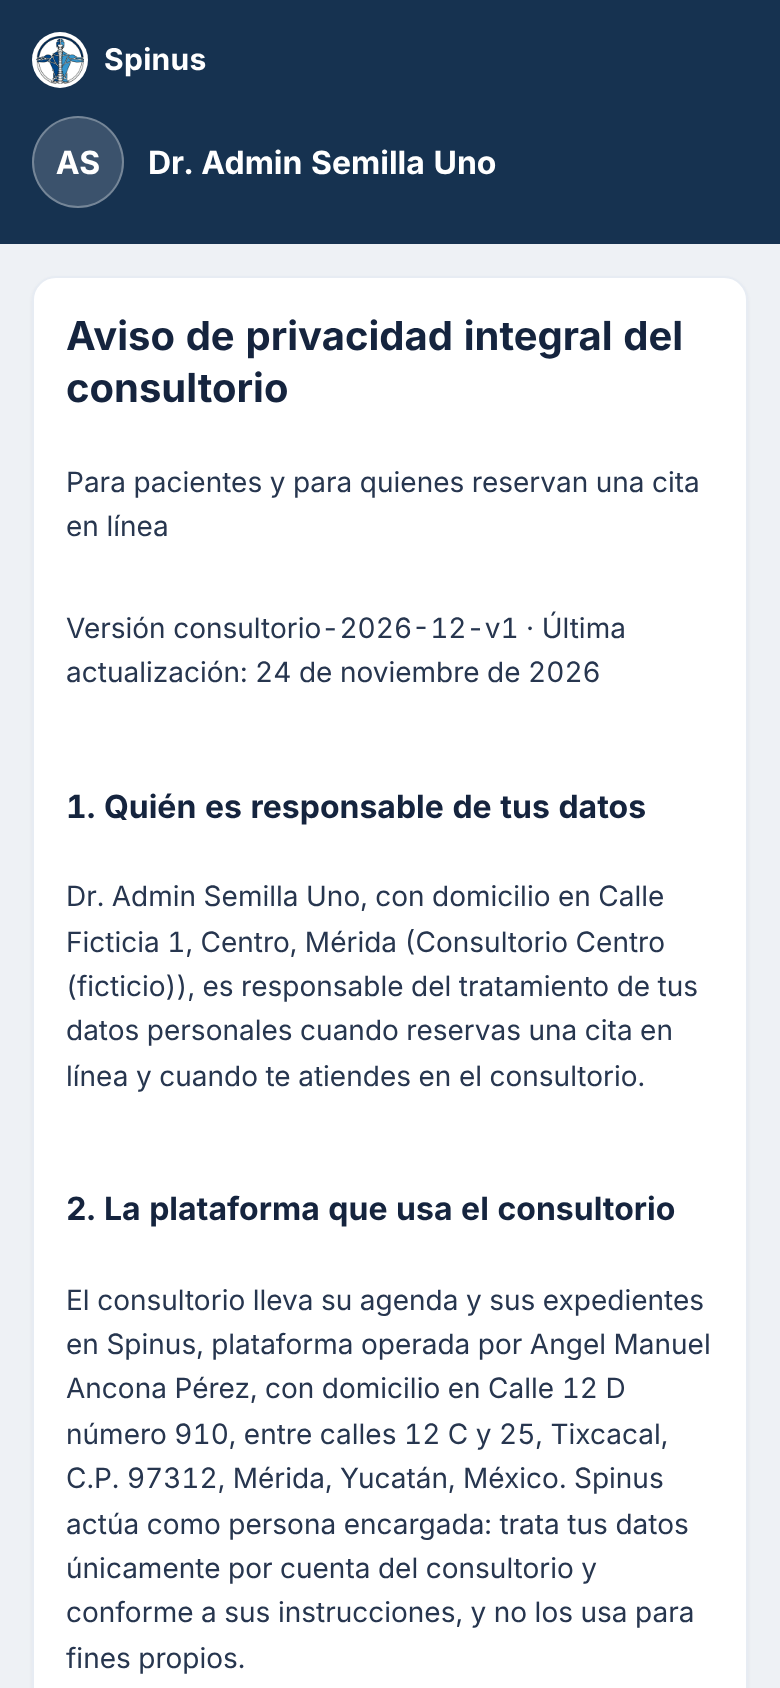 Spinus
AS
Dr. Admin Semilla Uno
Aviso de privacidad integral del
consultorio
Para pacientes y para quienes reservan una cita
en línea
Versión consultorio-2026-12-v1 · Última
actualización: 24 de noviembre de 2026
1. Quién es responsable de tus datos
Dr. Admin Semilla Uno, con domicilio en Calle
Ficticia 1, Centro, Mérida (Consultorio Centro
(ficticio)), es responsable del tratamiento de tus
datos personales cuando reservas una cita en
línea y cuando te atiendes en el consultorio.
2. La plataforma que usa el consultorio
El consultorio lleva su agenda y sus expedientes
en Spinus, plataforma operada por Angel Manuel
Ancona Pérez, con domicilio en Calle 12 D
número 910, entre calles 12 C y 25, Tixcacal,
C.P. 97312, Mérida, Yucatán, México. Spinus
actúa como persona encargada: trata tus datos
únicamente por cuenta del consultorio y
conforme a sus instrucciones, y no los usa para
fines propios.